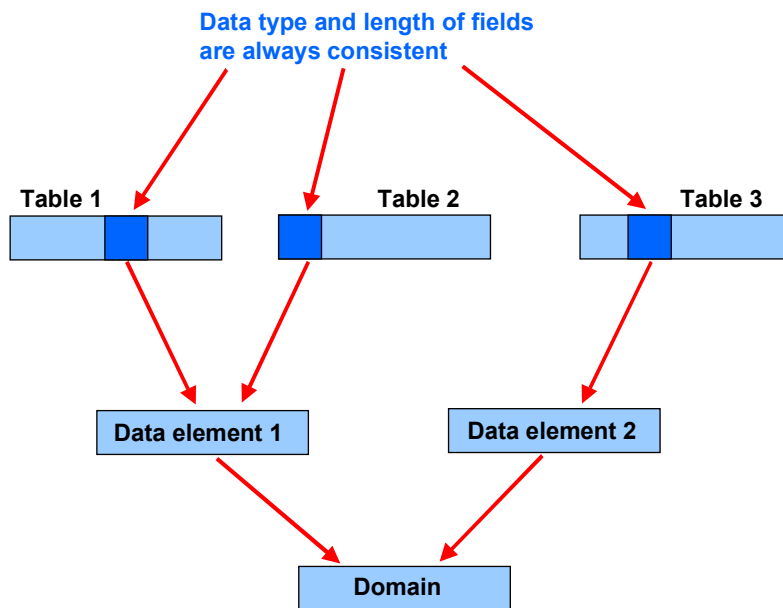 Data type and length of fields
are always consistent
Table 1
Table 2
Table 3
Data element 1
Data element 2
Domain